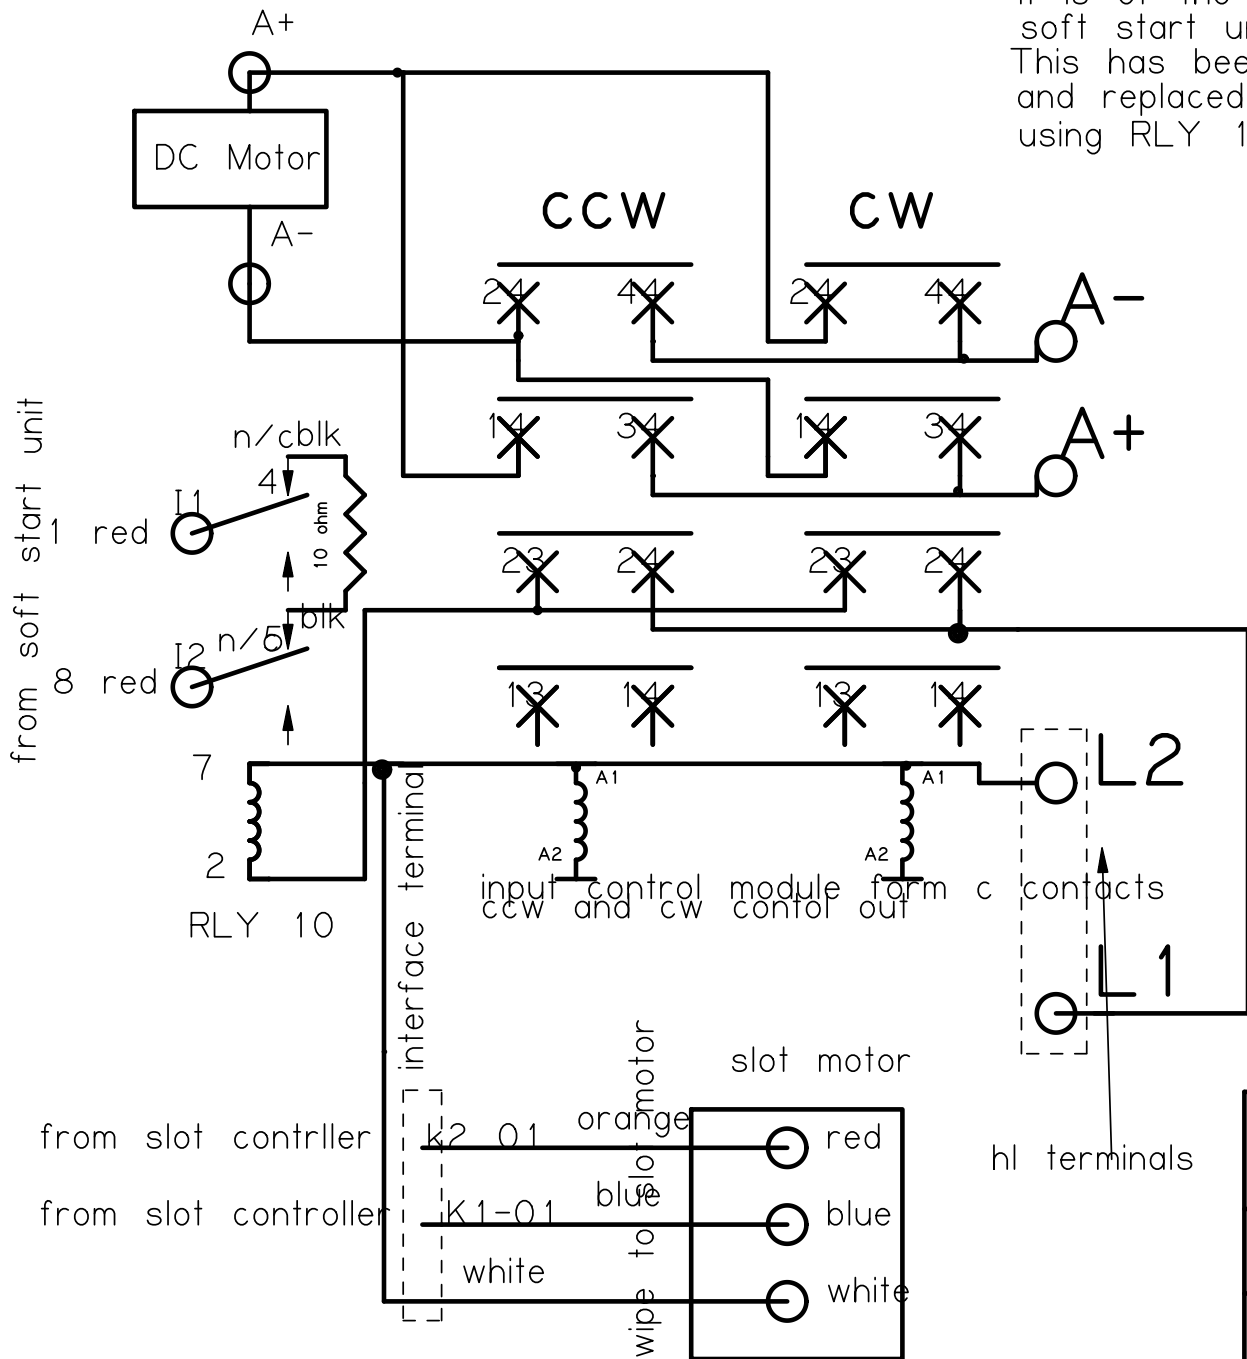 soft start
This has bee
and replaced
using RLY 1
A+
DC Motor
A-
CCW CW
24 44 24 44
A-
14 34 14 34
A+
from soft start unit
n/cblk
4
I1
1 red
10 ohm
23 24 23 24
blk
n/5
I2
8 red
13 14 13 14
7
L2
A1 A1
2
A2 A2
input control module form c contacts
ccw and cw contol out
RLY 10
interface terminal
L1
wipe to slot motor
slot motor
from slot contrller
k2 01
orange
red
hl terminals
from slot controller
K1-01
blue
blue
white
white